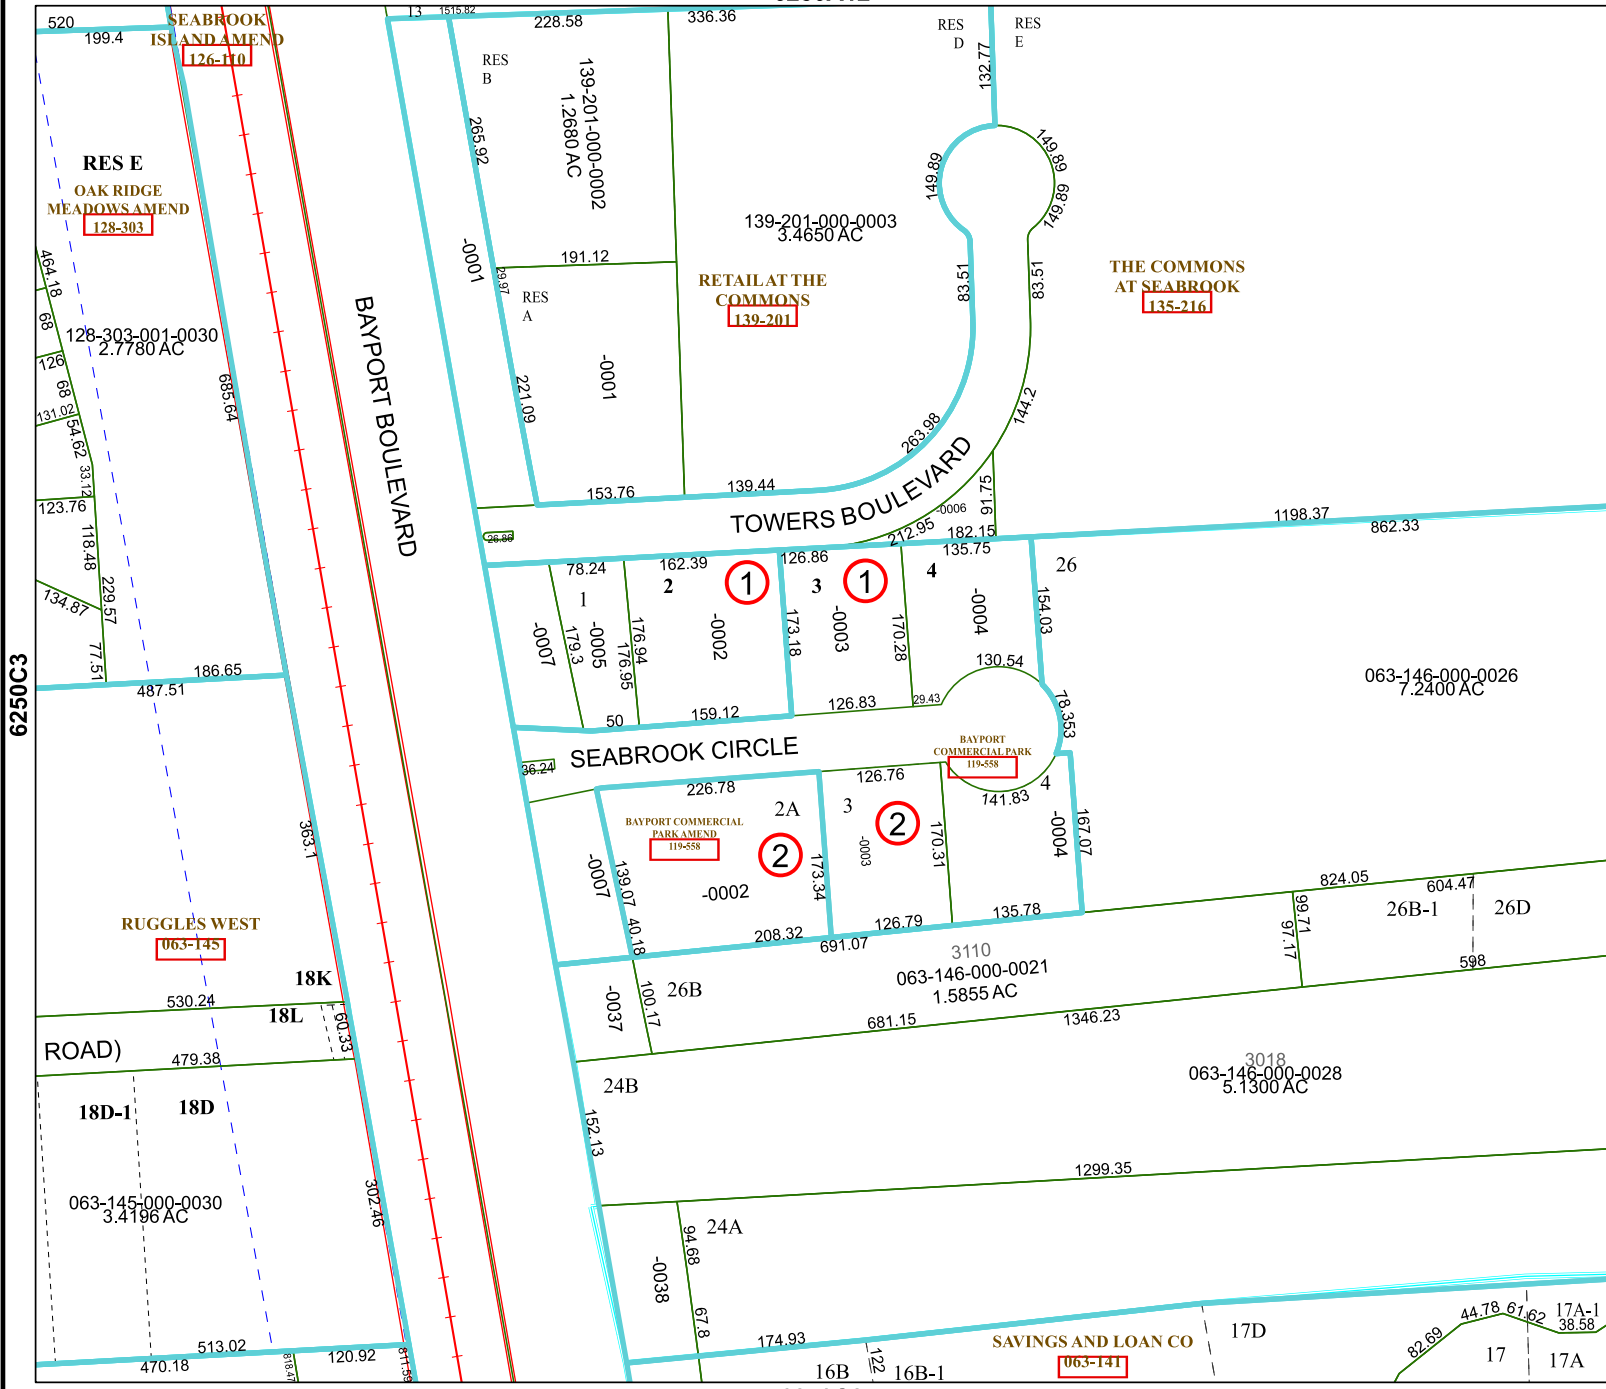 520
199.4
SEABROOK
ISLAND AMEND
126-110
13
1515.82
228.58
336.36
RES
D
RES
E
132.77
RES
B
139-201-000-0002
1.2680 AC
265.92
149.89
149.89
149.89
RES E
OAK RIDGE
MEADOWS AMEND
128-303
139-201-000-0003
3.4650 AC
-0001
191.12
29.97
RES
A
RETAIL AT THE
COMMONS
139-201
83.51
83.51
THE COMMONS
AT SEABROOK
135-216
464.18
68
128-303-001-0030
2.7780 AC
126
68
131.02
54.62
33.12
123.76
118.48
229.57
134.87
77.51
685.64
BAYPORT BOULEVARD
221.09
-0001
144.2
263.98
153.76
139.44
TOWERS BOULEVARD
91.75
-0006
212.95
182.15
1198.37
862.33
26.86
78.24
162.39
126.86
135.75
1
2
1
3
1
4
26
-0007
179.3
-0005
176.94
176.95
-0002
173.18
-0003
170.28
-0004
154.03
130.54
6250C3
186.65
487.51
063-146-000-0026
7.2400 AC
50
159.12
126.83
29.43
78.353
SEABROOK CIRCLE
BAYPORT
COMMERCIAL PARK
119-558
36.24
226.78
126.76
141.83
4
2A
3
BAYPORT COMMERCIAL
PARK AMEND
119-558
2
2
363.1
-0007
139.07
40.18
-0002
173.34
-0003
170.31
-0004
167.07
208.32
691.07
126.79
135.78
824.05
604.47
RUGGLES WEST
063-145
99.71
97.17
26B-1
26D
3110
063-146-000-0021
1.5855 AC
598
18K
530.24
18L
60.33
-0037
100.17
26B
681.15
1346.23
ROAD)
479.38
3018
063-146-000-0028
5.1300 AC
24B
18D-1
18D
152.13
1299.35
063-145-000-0030
3.4196 AC
302.46
24A
94.68
-0038
67.8
44.78
61.62
17A-1
38.58
174.93
SAVINGS AND LOAN CO
063-141
17D
82.69
17
17A
513.02
470.18
818.47
120.92
811.59
16B
122
16B-1